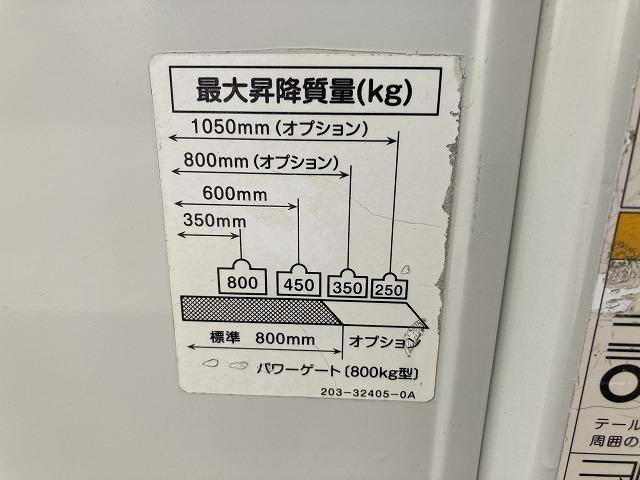 最大昇降質量(kg)
1050mm(オプション)
800mm(オプション)
600mm
350mm
800 450 350 250
標準 800mm オプション
パワーゲート〔800kg型〕
203-32405-0A
テール
周囲の